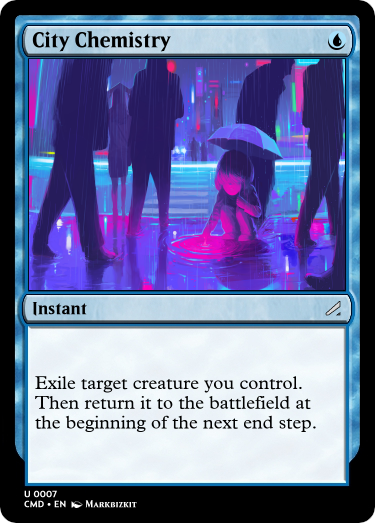 City Chemistry
Instant
Exile target creature you control.
Then return it to the battlefield at
the beginning of the next end step.
U 0007
CMD • EN Markbizkit